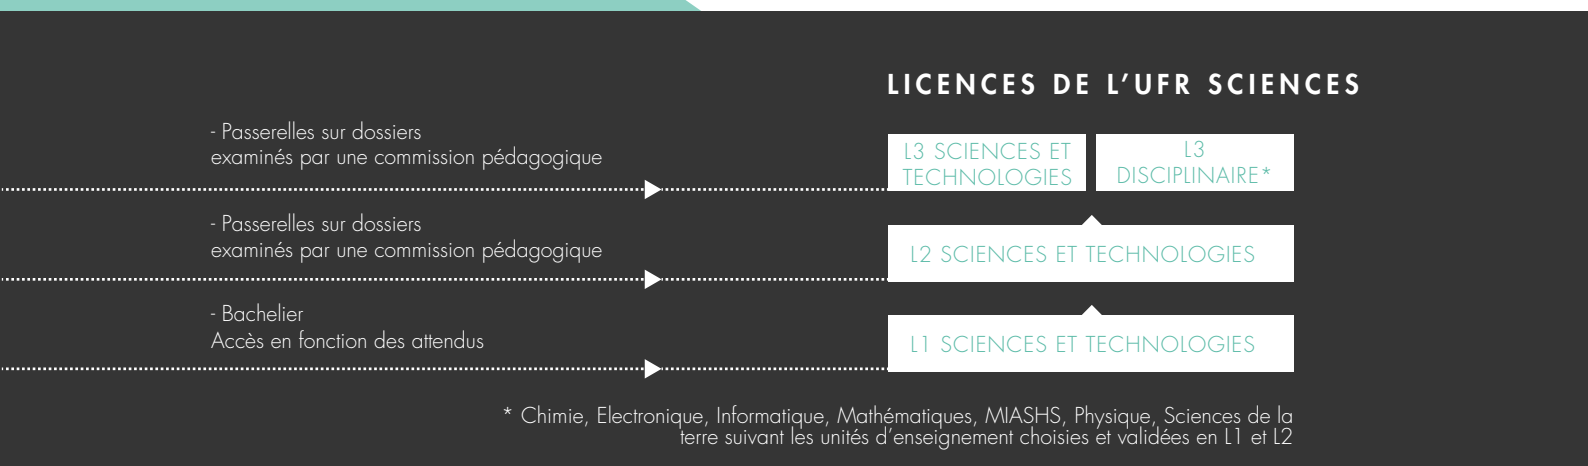 LICENCES DE L’UFR SCIENCES
- Passerelles sur dossiers
examinés par une commission pédagogique
L3 SCIENCES ET
TECHNOLOGIES
L3
DISCIPLINAIRE*
- Passerelles sur dossiers
examinés par une commission pédagogique
L2 SCIENCES ET TECHNOLOGIES
- Bachelier
Accès en fonction des attendus
L1 SCIENCES ET TECHNOLOGIES
* Chimie, Electronique, Informatique, Mathématiques, MIASHS, Physique, Sciences de la
terre suivant les unités d’enseignement choisies et validées en L1 et L2